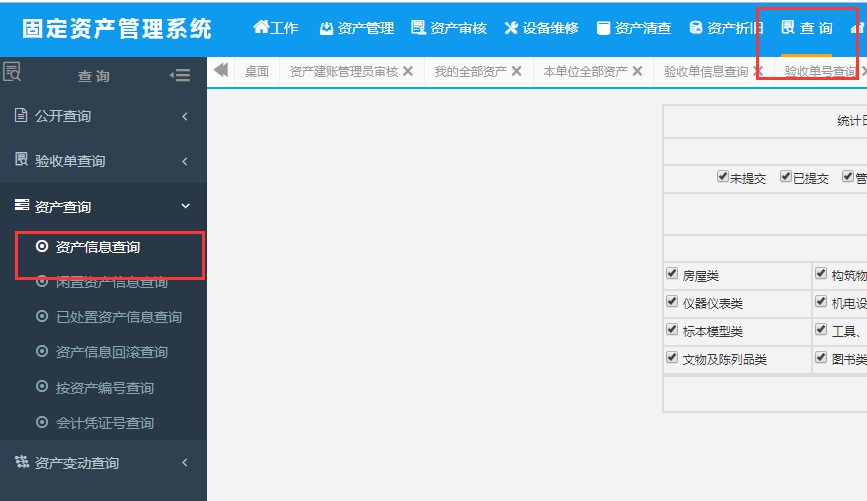 固定资产管理系统
工作 资产管理 资产审核 设备维修 资产清查 资产折旧 查 询
查 询
桌面 资产建账管理员审核 我的全部资产 本单位全部资产 验收单信息查询 验收单号查询
公开查询
验收单查询
资产查询
资产信息查询
闲置资产信息查询
已处置资产信息查询
资产信息回滚查询
按资产编号查询
会计凭证号查询
资产变动查询
统计
未提交 已提交 管
房屋类 构筑物
仪器仪表类 机电设
标本模型类 工具、
文物及陈列品类 图书类